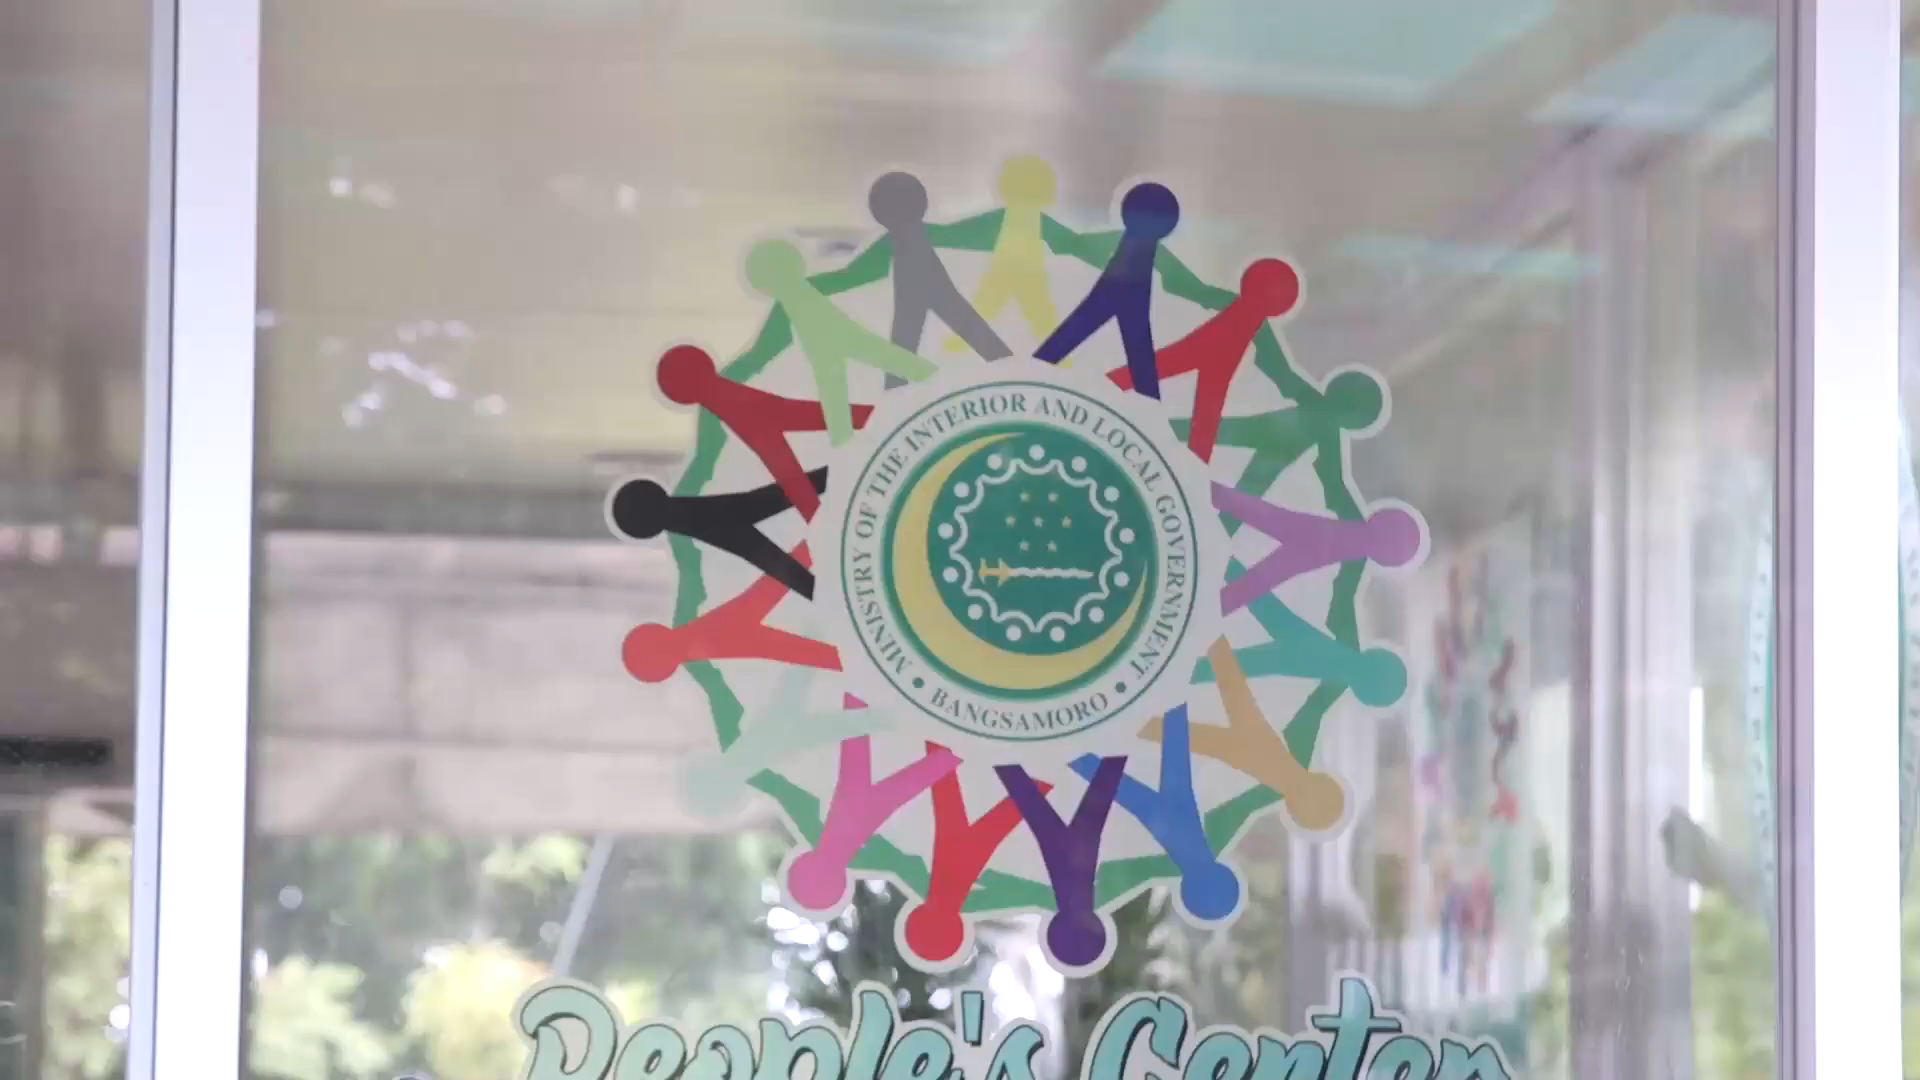 MINISTRY OF THE INTERIOR AND LOCAL GOVERNMENT
• BANGSAMORO •
People's Center